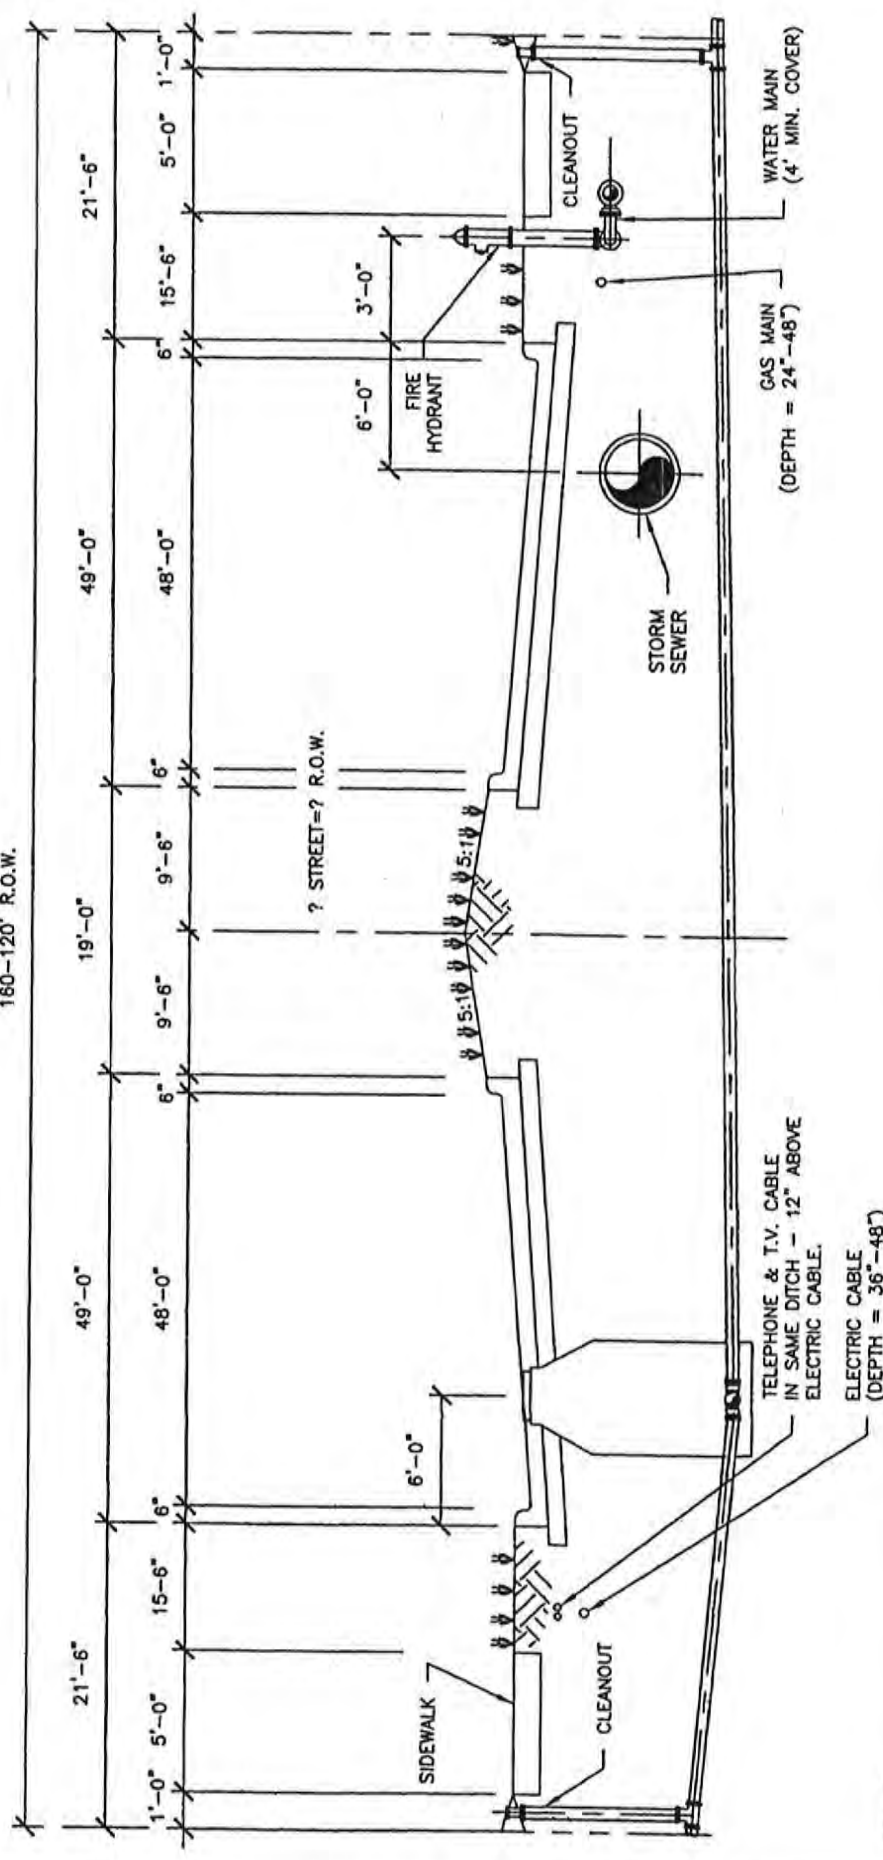 160-120' R.O.W.
21'-6"
49'-0"
19'-0"
49'-0"
21'-6"
1'-0"
5'-0"
15-6"
6"
48'-0"
6"
9'-6"
9'-6"
6"
48'-0"
6"
15'-6"
5'-0"
1'-0"
? STREET=? R.O.W.
6'-0"
6'-0"
3'-0"
FIRE
HYDRANT
SIDEWALK
5:1
5:1
CLEANOUT
CLEANOUT
STORM
SEWER
TELEPHONE & T.V. CABLE
IN SAME DITCH - 12" ABOVE
ELECTRIC CABLE.
ELECTRIC CABLE
(DEPTH = 36"-48")
GAS MAIN
(DEPTH = 24"-48")
WATER MAIN
(4' MIN. COVER)